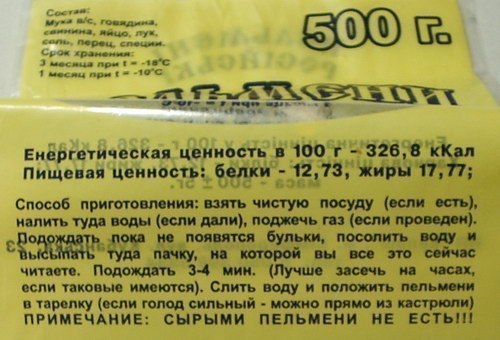 Состав:
Мука в/с, говядина,
свинина, яйцо, лук,
соль, перец, специи.
Срок хранения:
3 месяца при t = -18°С
1 месяц при t = -10°С
500 г.
Энергетическая ценность в 100 г - 326,8 кКал
Пищевая ценность: белки - 12,73, жиры 17,77;
Способ приготовления: взять чистую посуду (если есть),
налить туда воды (если дали), поджечь газ (если проведен).
Подождать пока не появятся бульки, посолить воду и
высыпать туда пачку, на которой вы все это сейчас
читаете. Подождать 3-4 мин. (Лучше засечь на часах,
если таковые имеются). Слить воду и положить пельмени
в тарелку (если голод сильный - можно прямо из кастрюли)
ПРИМЕЧАНИЕ: СЫРЫМИ ПЕЛЬМЕНИ НЕ ЕСТЬ!!!